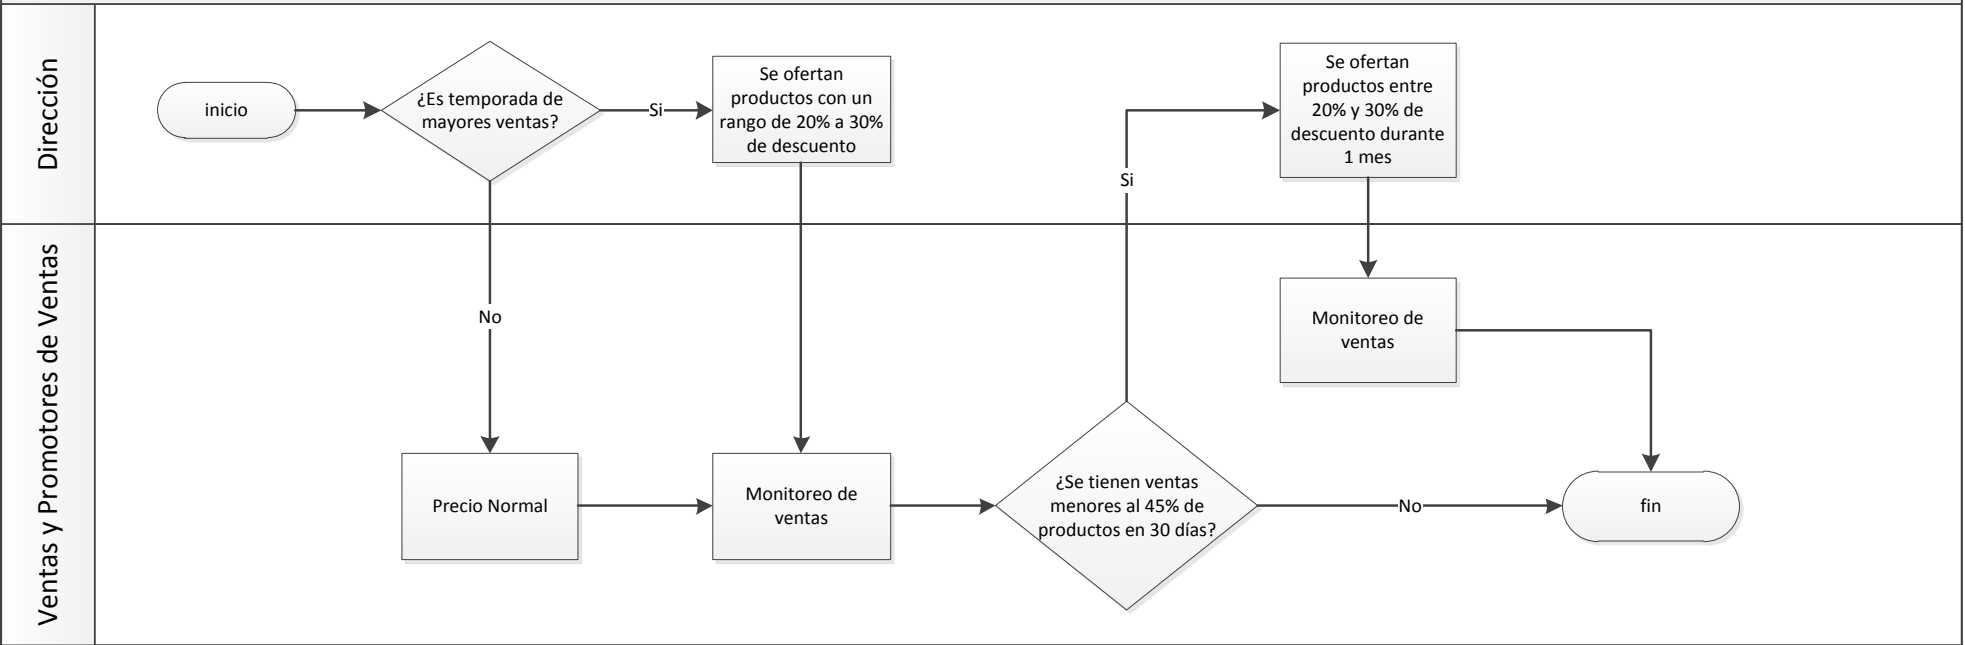 Dirección
inicio
¿Es temporada de
mayores ventas?
Si
Se ofertan
productos con un
rango de 20% a 30%
de descuento
Si
Se ofertan
productos entre
20% y 30% de
descuento durante
1 mes
Ventas y Promotores de Ventas
No
Precio Normal
Monitoreo de
ventas
¿Se tienen ventas
menores al 45% de
productos en 30 días?
No
Monitoreo de
ventas
fin